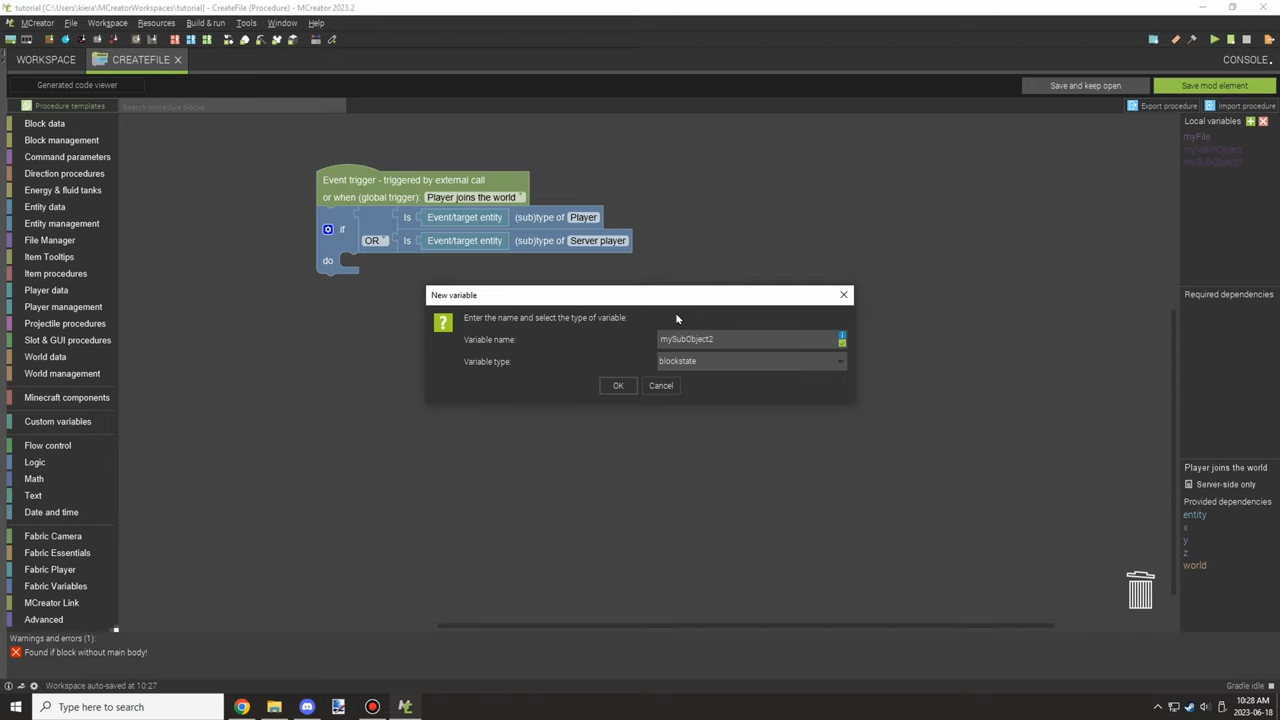 tutorial [C:\Users\kiera\MCreatorWorkspaces\tutorial] - CreateFile (Procedure) - MCreator 2023.2
MCreator File Workspace Resources Build & run Tools Window Help
WORKSPACE CREATEFILE CONSOLE
Generated code viewer Save and keep open Save mod element
Procedure templates Search procedure blocks Export procedure Import procedure
Block data
Block management
Command parameters
Direction procedures
Energy & fluid tanks
Entity data
Entity management
File Manager
Item Tooltips
Item procedures
Player data
Player management
Projectile procedures
Slot & GUI procedures
World data
World management
Minecraft components
Custom variables
Flow control
Logic
Math
Text
Date and time
Fabric Camera
Fabric Essentials
Fabric Player
Fabric Variables
MCreator Link
Advanced
Event trigger - triggered by external call
or when (global trigger): Player joins the world
if Is Event/target entity (sub)type of Player
OR Is Event/target entity (sub)type of Server player
do
New variable
Enter the name and select the type of variable:
Variable name: mySubObject2
Variable type: blockstate
OK Cancel
Local variables
myFile
myMainObject
mySubObject1
Required dependencies
Player joins the world
Server-side only
Provided dependencies:
entity
x
y
z
world
Warnings and errors (1):
Found if block without main body!
Workspace auto-saved at 10:27 Gradle idle
Type here to search
10:28 AM
2023-06-18